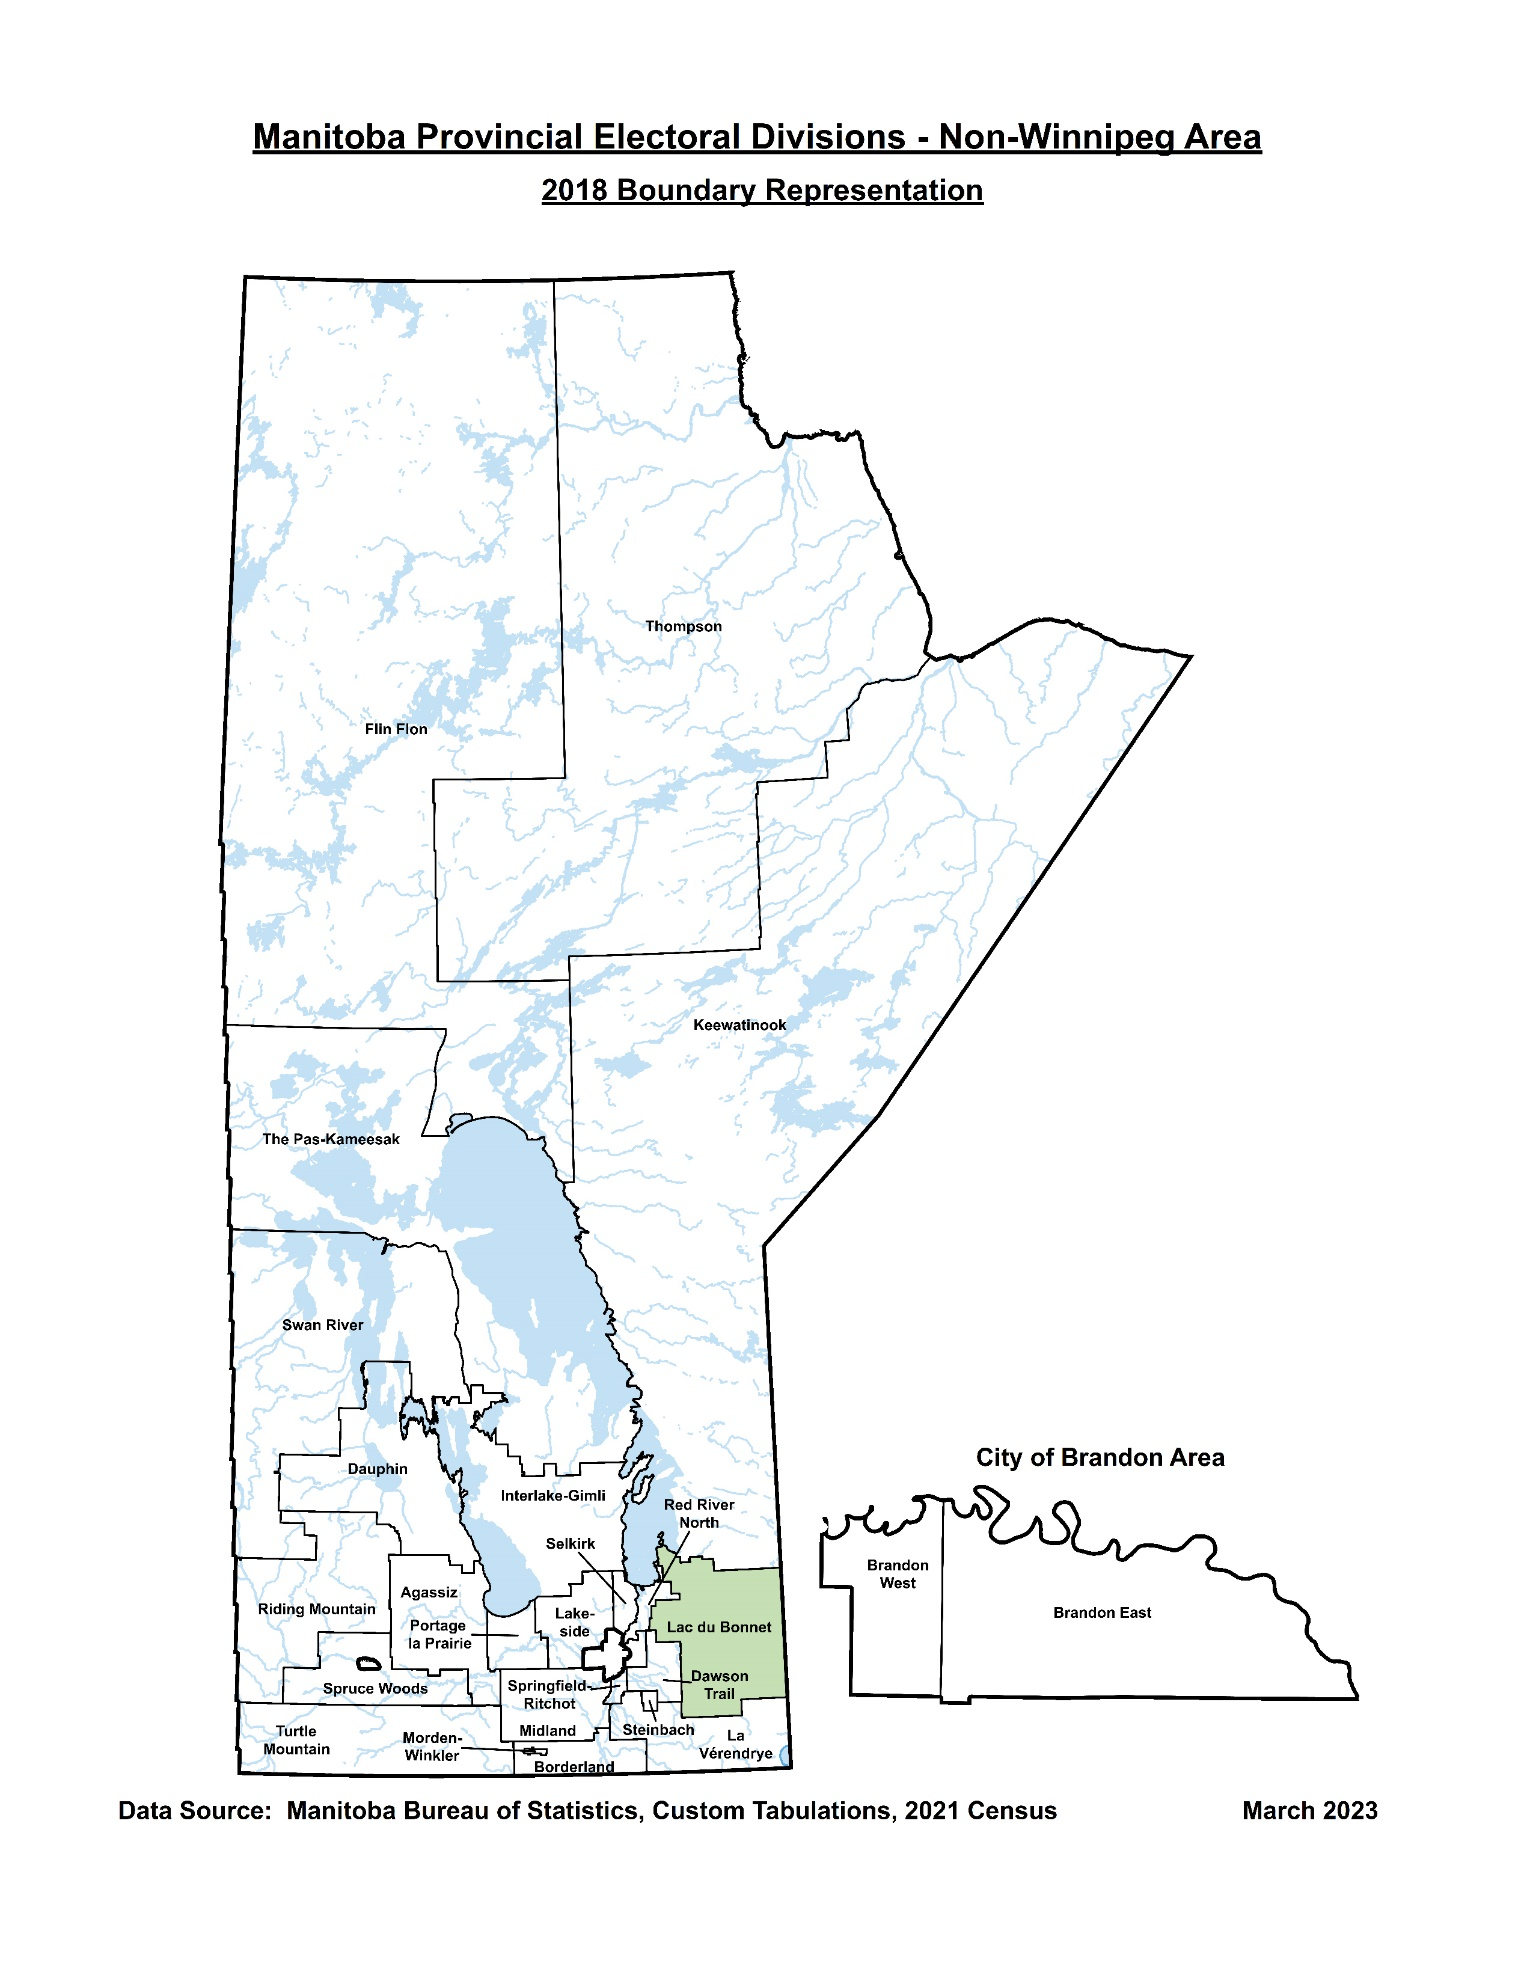 Manitoba Provincial Electoral Divisions - Non-Winnipeg Area
2018 Boundary Representation
Thompson
Flin Flon
Keewatinook
The Pas-Kameesak
Swan River
Dauphin
Interlake-Gimli
Red River
North
Selkirk
Agassiz
Riding Mountain
Portage
la Prairie
Lake-
side
Lac du Bonnet
Spruce Woods
Springfield-
Ritchot
Dawson
Trail
Turtle
Mountain
Morden-
Winkler
Midland
Steinbach
La
Vérendrye
Borderland
City of Brandon Area
Brandon
West
Brandon East
Data Source: Manitoba Bureau of Statistics, Custom Tabulations, 2021 Census
March 2023